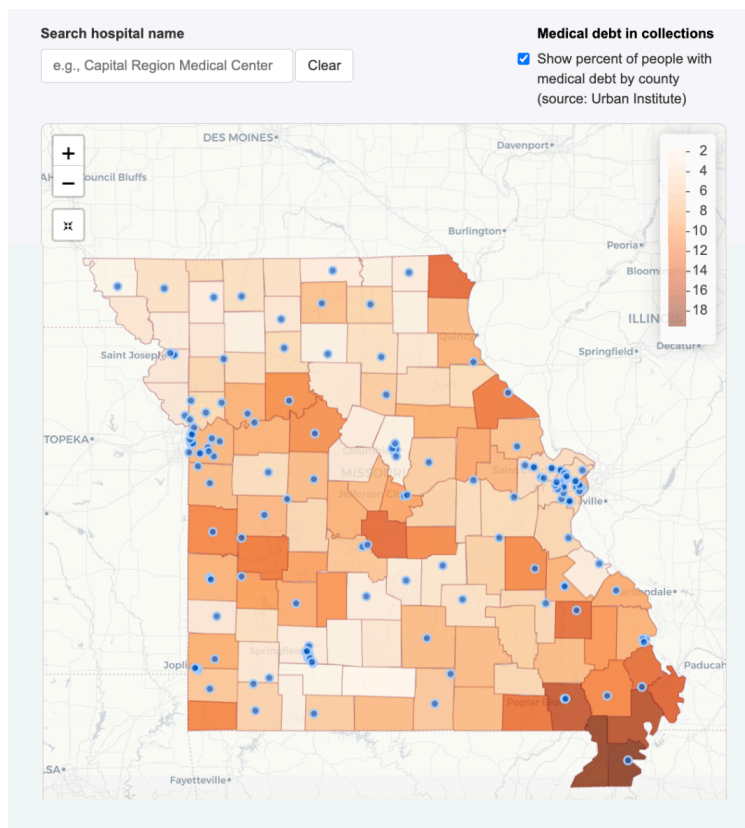 Search hospital name
e.g., Capital Region Medical Center
Clear
Medical debt in collections
Show percent of people with
medical debt by county
(source: Urban Institute)
+
−
DES MOINES
Davenport
Council Bluffs
Burlington
Peoria
Bloom
ILLINOIS
Quincy
Springfield
Decatur
Saint Joseph
TOPEKA
MISSOURI
Jefferson City
ville
Carbondale
Springfield
Joplin
Paducah
Poplar Bluff
Fayetteville
2
4
6
8
10
12
14
16
18